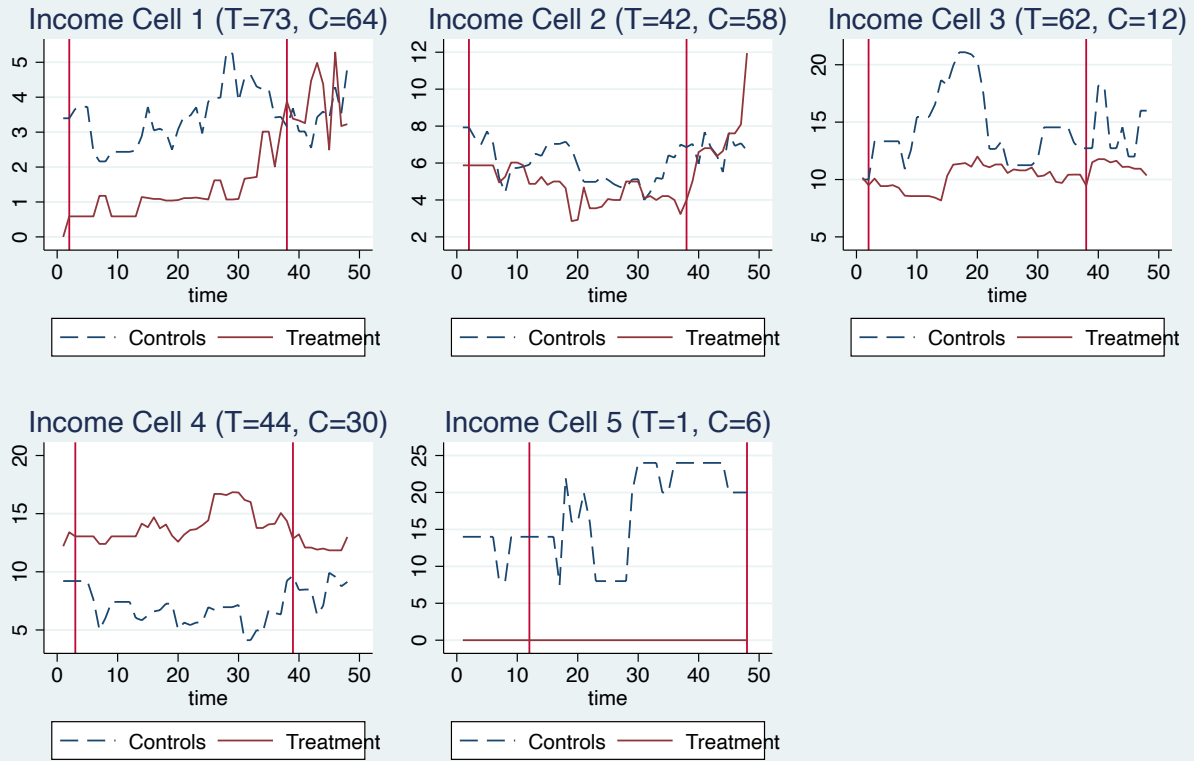 Income Cell 1 (T=73, C=64)
5
4
3
2
1
0
0 10 20 30 40 50
time
Controls Treatment
Income Cell 2 (T=42, C=58)
12
10
8
6
4
2
0 10 20 30 40 50
time
Controls Treatment
Income Cell 3 (T=62, C=12)
20
15
10
5
0 10 20 30 40 50
time
Controls Treatment
Income Cell 4 (T=44, C=30)
20
15
10
5
0 10 20 30 40 50
time
Controls Treatment
Income Cell 5 (T=1, C=6)
25
20
15
10
5
0
0 10 20 30 40 50
time
Controls Treatment